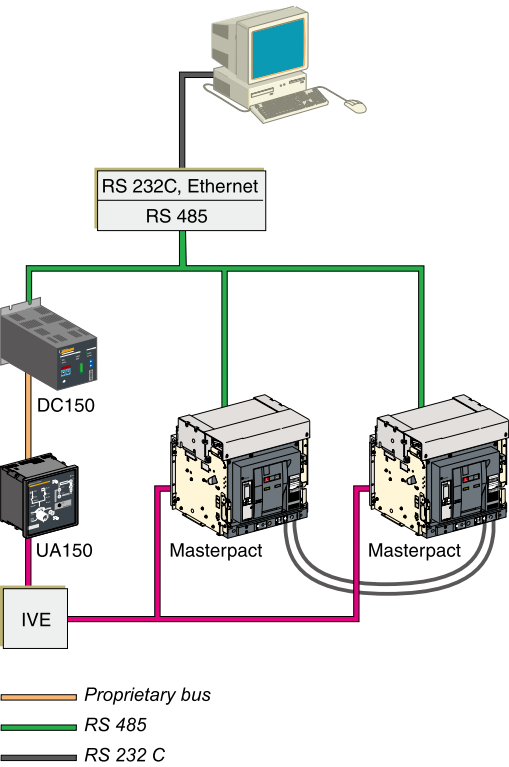 RS 232C, Ethernet
RS 485
DC150
UA150
Masterpact
Masterpact
IVE
Proprietary bus
RS 485
RS 232 C